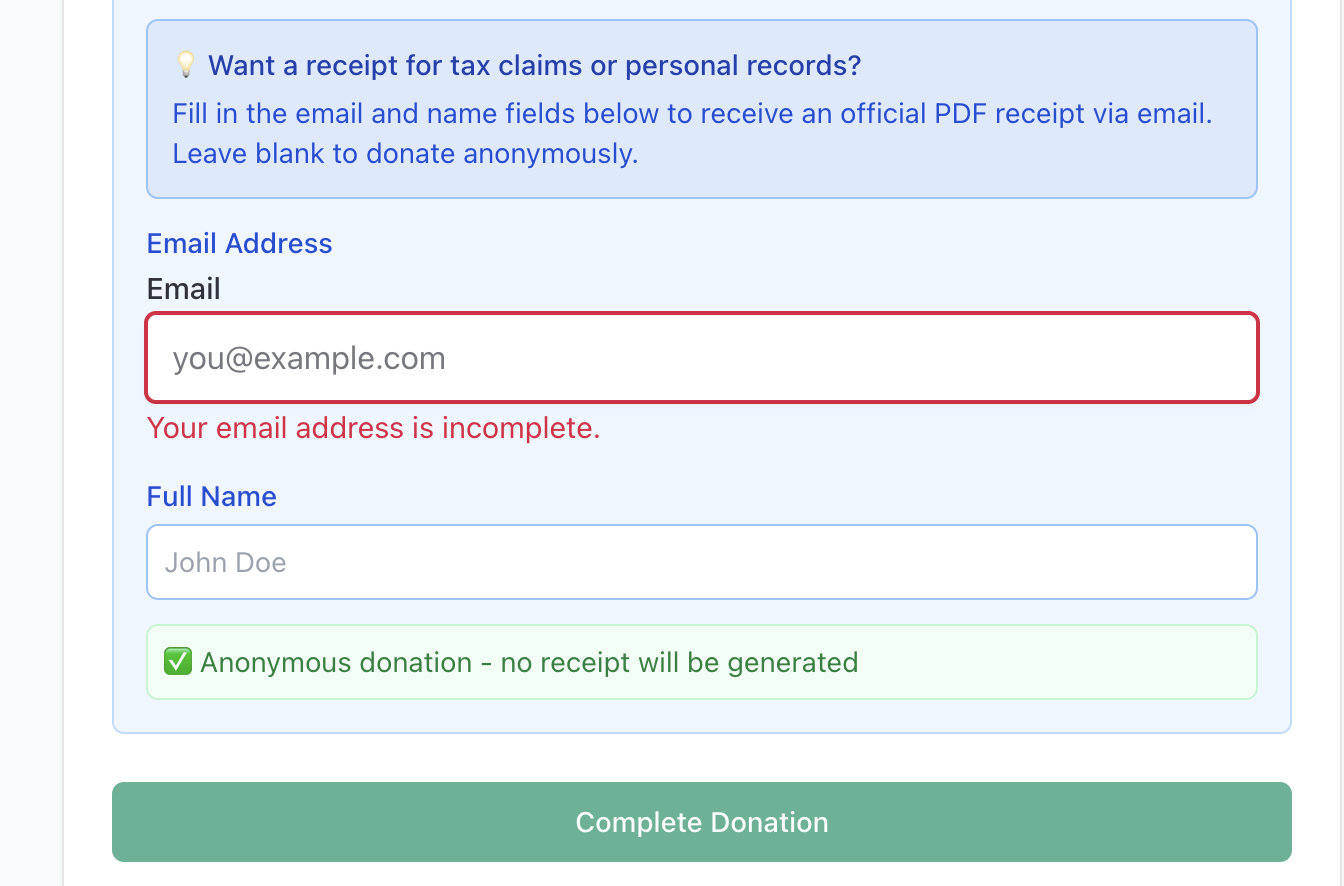 💡 Want a receipt for tax claims or personal records?
Fill in the email and name fields below to receive an official PDF receipt via email.
Leave blank to donate anonymously.
Email Address
Email
you@example.com
Your email address is incomplete.
Full Name
John Doe
✅ Anonymous donation - no receipt will be generated
Complete Donation